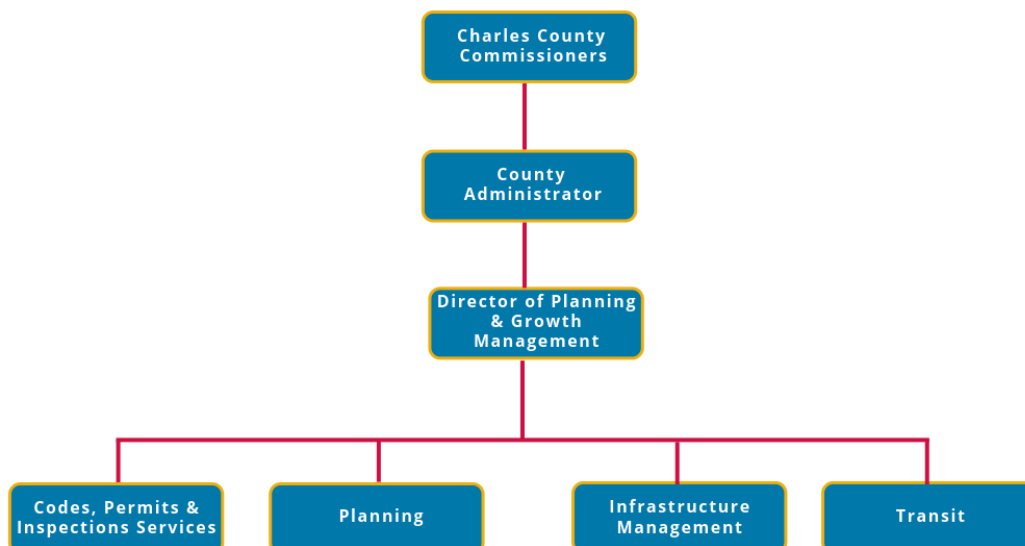 Charles County
Commissioners
County
Administrator
Director of Planning
& Growth
Management
Codes, Permits &
Inspections Services
Planning
Infrastructure
Management
Transit